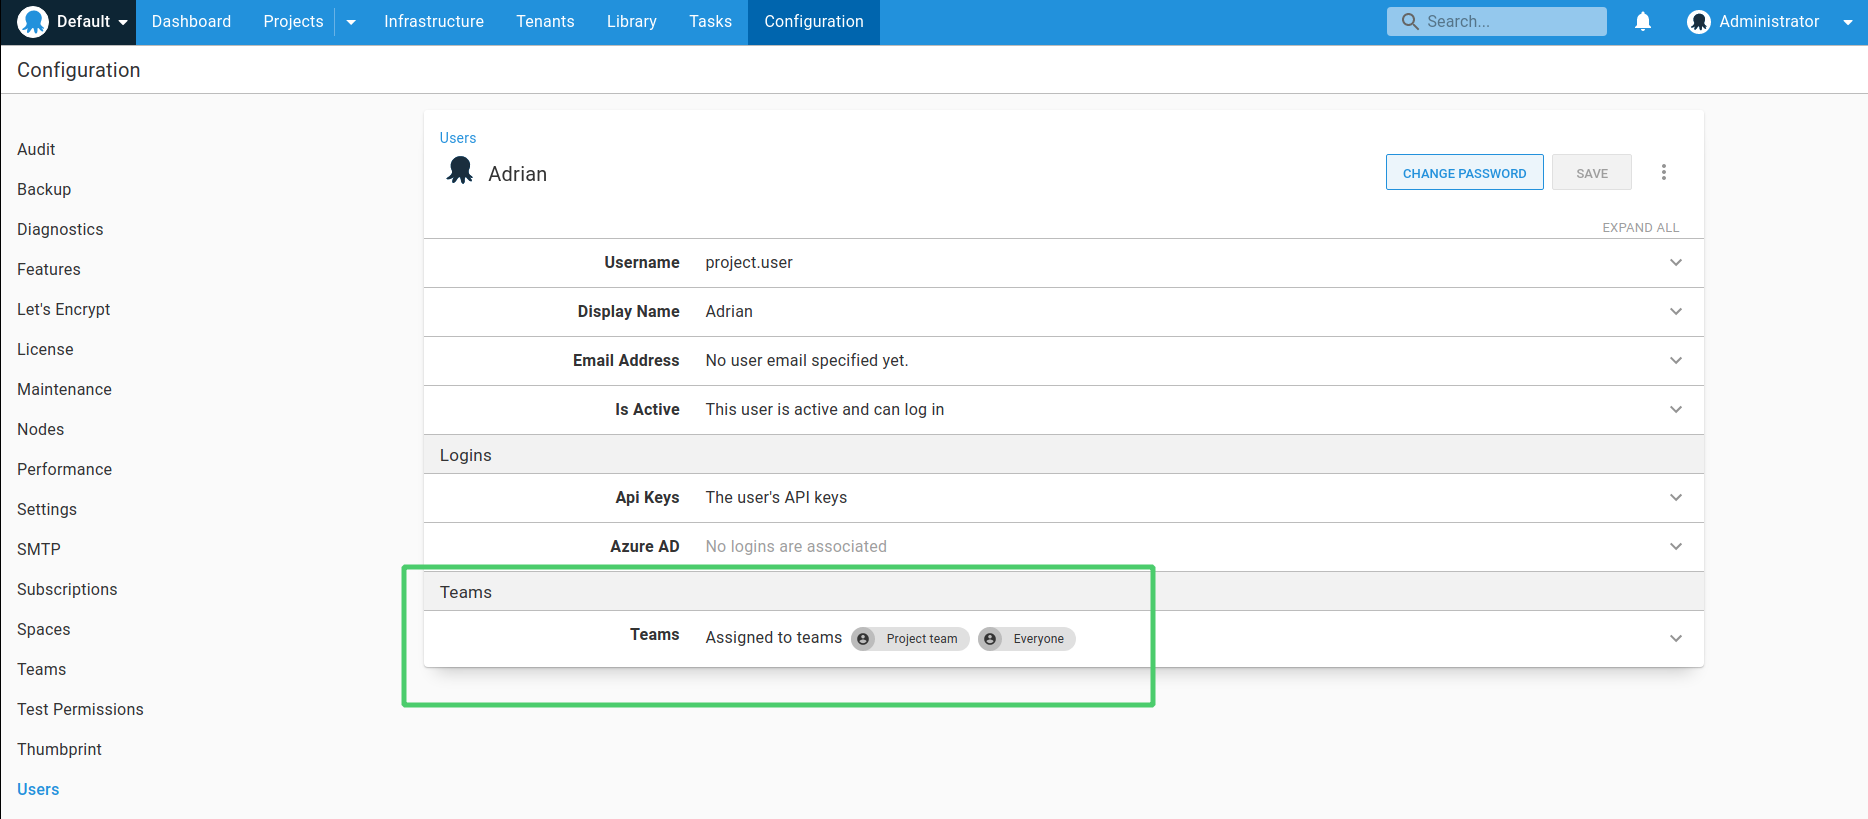 Default Dashboard Projects Infrastructure Tenants Library Tasks Configuration Search... Administrator
Configuration
Audit
Backup
Diagnostics
Features
Let's Encrypt
License
Maintenance
Nodes
Performance
Settings
SMTP
Subscriptions
Spaces
Teams
Test Permissions
Thumbprint
Users
Users
Adrian CHANGE PASSWORD SAVE
EXPAND ALL
Username project.user
Display Name Adrian
Email Address No user email specified yet.
Is Active This user is active and can log in
Logins
Api Keys The user's API keys
Azure AD No logins are associated
Teams
Teams Assigned to teams Project team Everyone